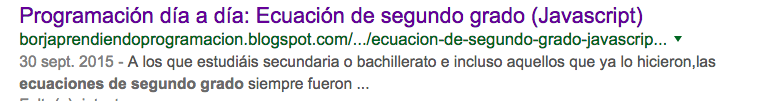 Programación día a día: Ecuación de segundo grado (Javascript)
borjaprendiendoprogramacion.blogspot.com/.../ecuacion-de-segundo-grado-javascrip...
30 sept. 2015 - A los que estudiáis secundaria o bachillerato e incluso aquellos que ya lo hicieron,las
ecuaciones de segundo grado siempre fueron ...